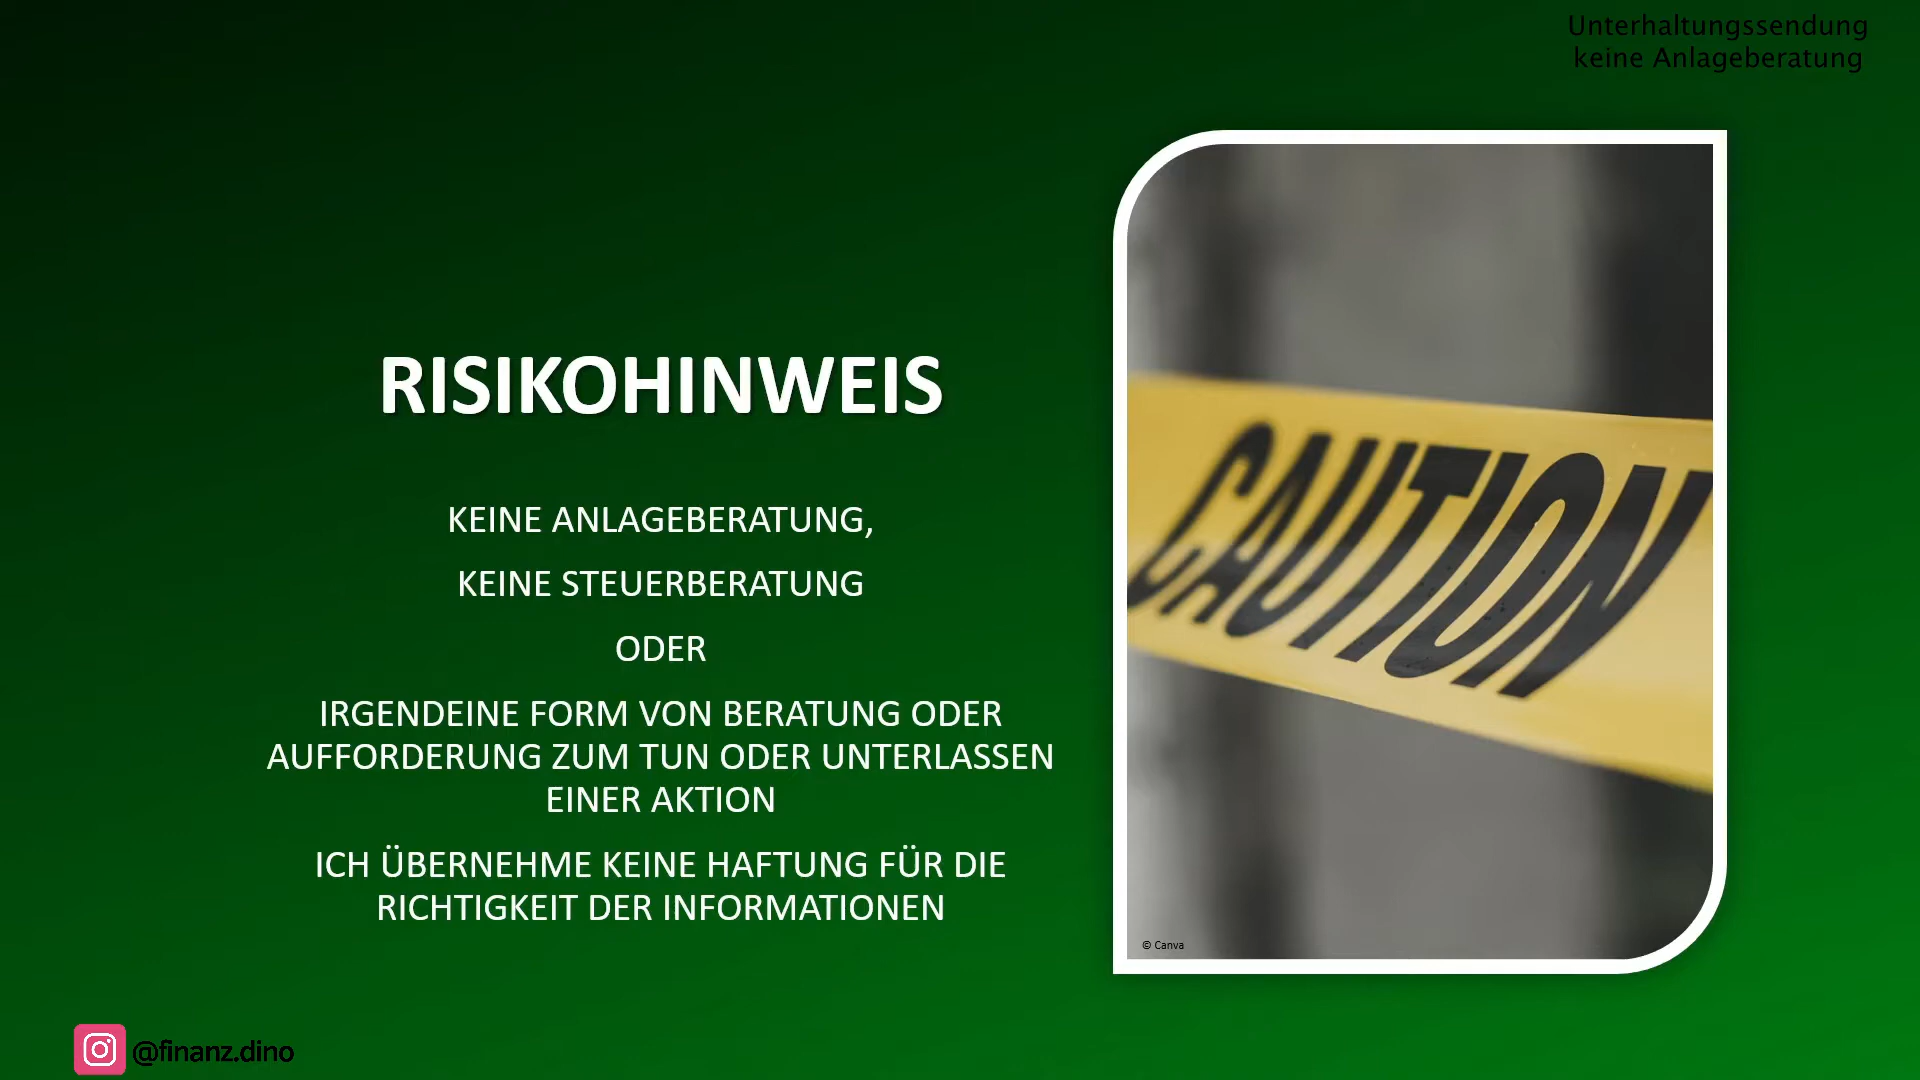 Unterhaltungssendung
keine Anlageberatung
RISIKOHINWEIS
KEINE ANLAGEBERATUNG,
KEINE STEUERBERATUNG
ODER
IRGENDEINE FORM VON BERATUNG ODER
AUFFORDERUNG ZUM TUN ODER UNTERLASSEN
EINER AKTION
ICH ÜBERNEHME KEINE HAFTUNG FÜR DIE
RICHTIGKEIT DER INFORMATIONEN
CAUTION
© Canva
@finanz.dino